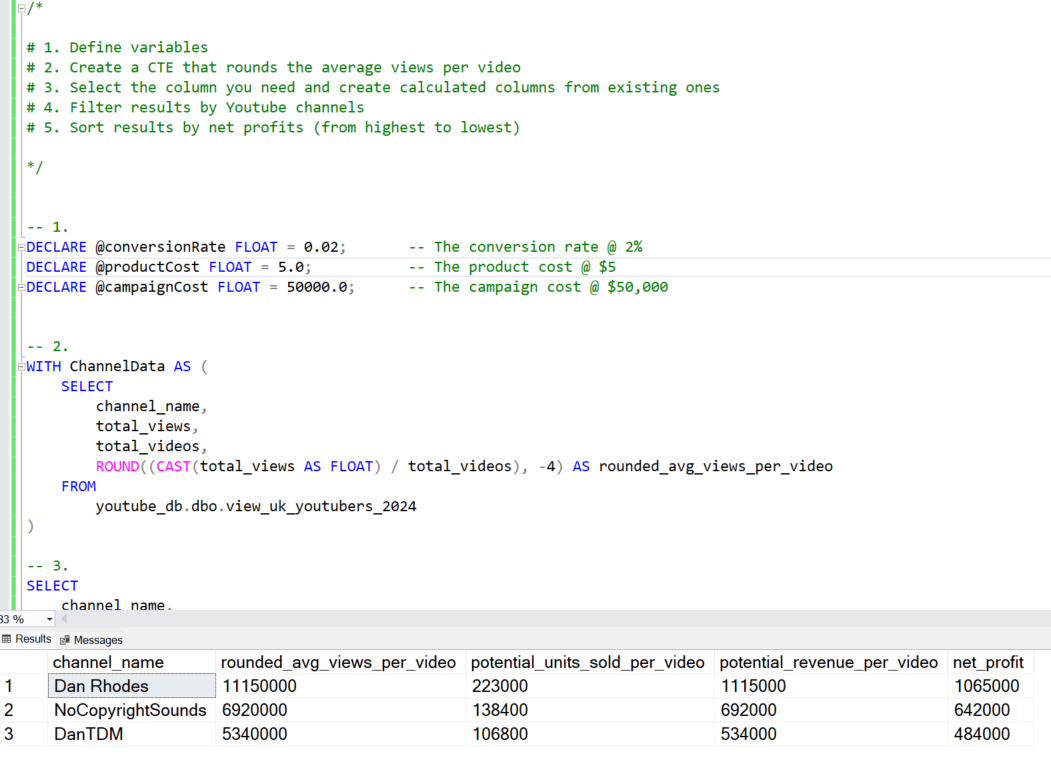 /*
# 1. Define variables
# 2. Create a CTE that rounds the average views per video
# 3. Select the column you need and create calculated columns from existing ones
# 4. Filter results by Youtube channels
# 5. Sort results by net profits (from highest to lowest)
*/
-- 1.
DECLARE @conversionRate FLOAT = 0.02; -- The conversion rate @ 2%
DECLARE @productCost FLOAT = 5.0; -- The product cost @ $5
DECLARE @campaignCost FLOAT = 50000.0; -- The campaign cost @ $50,000
-- 2.
WITH ChannelData AS (
SELECT
channel_name,
total_views,
total_videos,
ROUND((CAST(total_views AS FLOAT) / total_videos), -4) AS rounded_avg_views_per_video
FROM
youtube_db.dbo.view_uk_youtubers_2024
)
-- 3.
SELECT
channel_name,
33 %
Results Messages
channel_name rounded_avg_views_per_video potential_units_sold_per_video potential_revenue_per_video net_profit
1 Dan Rhodes 11150000 223000 1115000 1065000
2 NoCopyrightSounds 6920000 138400 692000 642000
3 DanTDM 5340000 106800 534000 484000